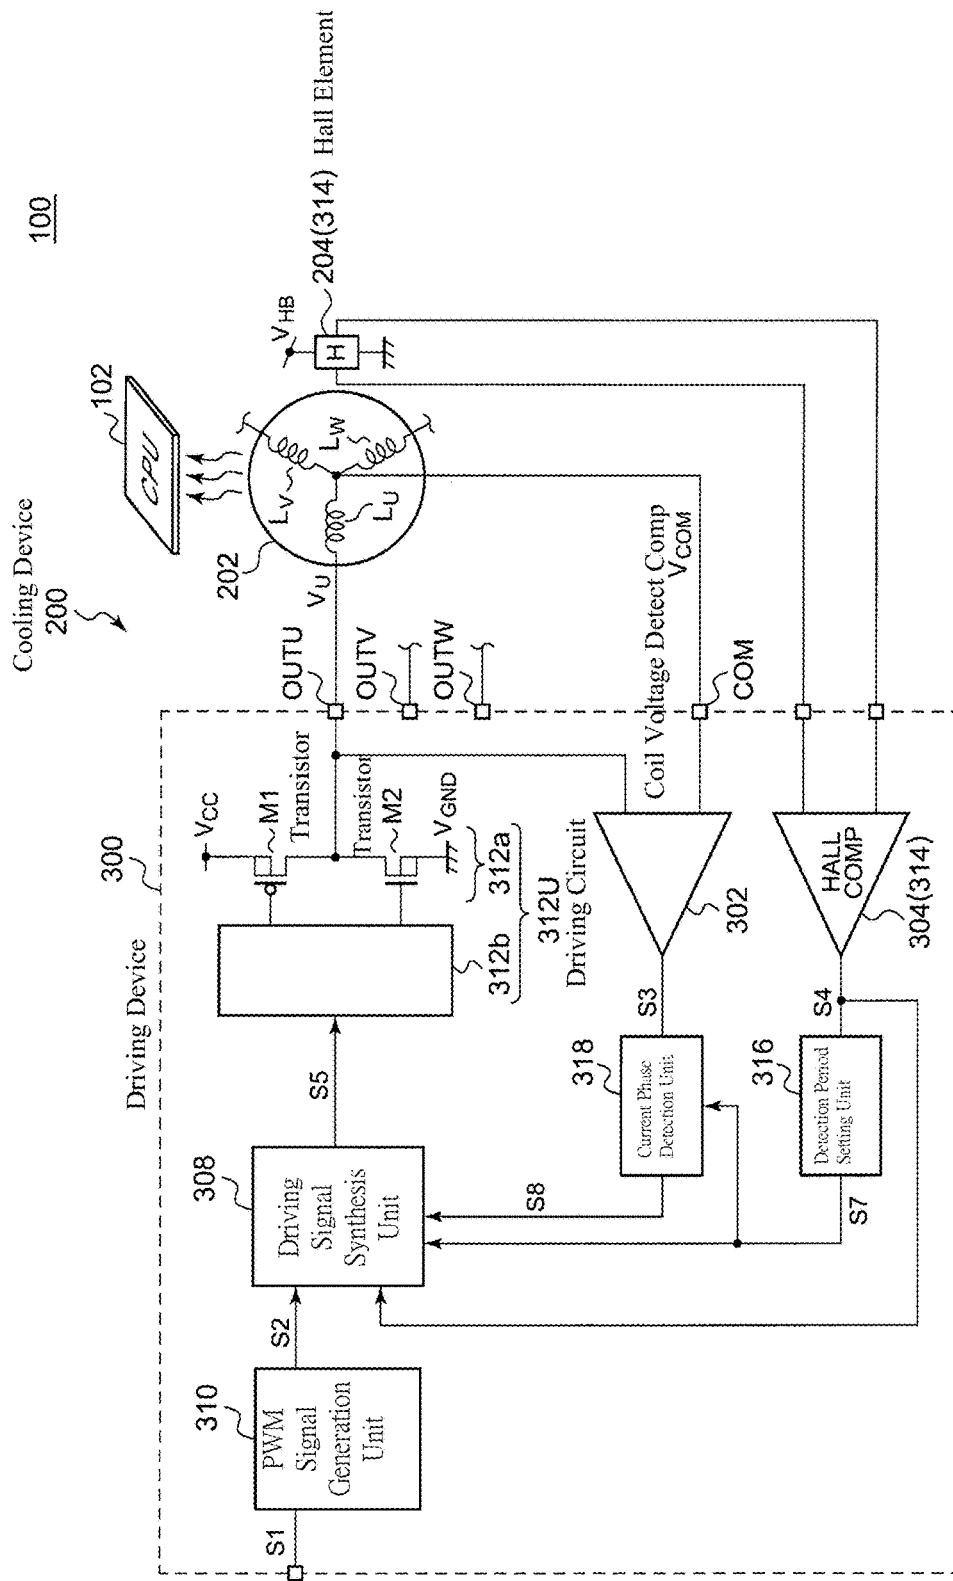 100
Cooling Device
200
102
CPU
Driving Device
300
VCC
M1
Transistor
OUTU
VU
202
LV
LW
LU
VHB
H
204(314) Hall Element
Transistor
M2
VGND
312a
312b
312U
Driving Circuit
OUTV
OUTW
S1
310
PWM
Signal
Generation
Unit
S2
308
Driving
Signal
Synthesis
Unit
S5
S8
318
Current Phase
Detection Unit
S3
302
Coil Voltage Detect Comp
VCOM
COM
S7
316
Detection Period
Setting Unit
S4
HALL
COMP
304(314)